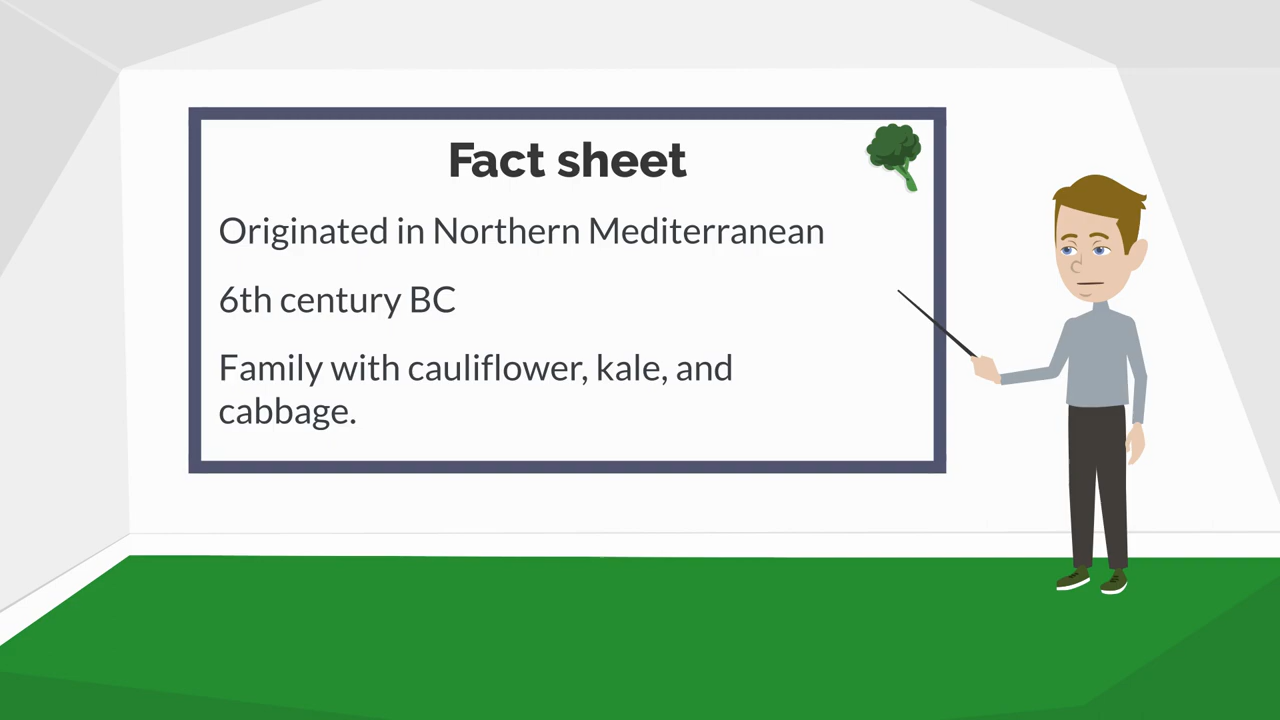 Fact sheet
Originated in Northern Mediterranean
6th century BC
Family with cauliflower, kale, and
cabbage.